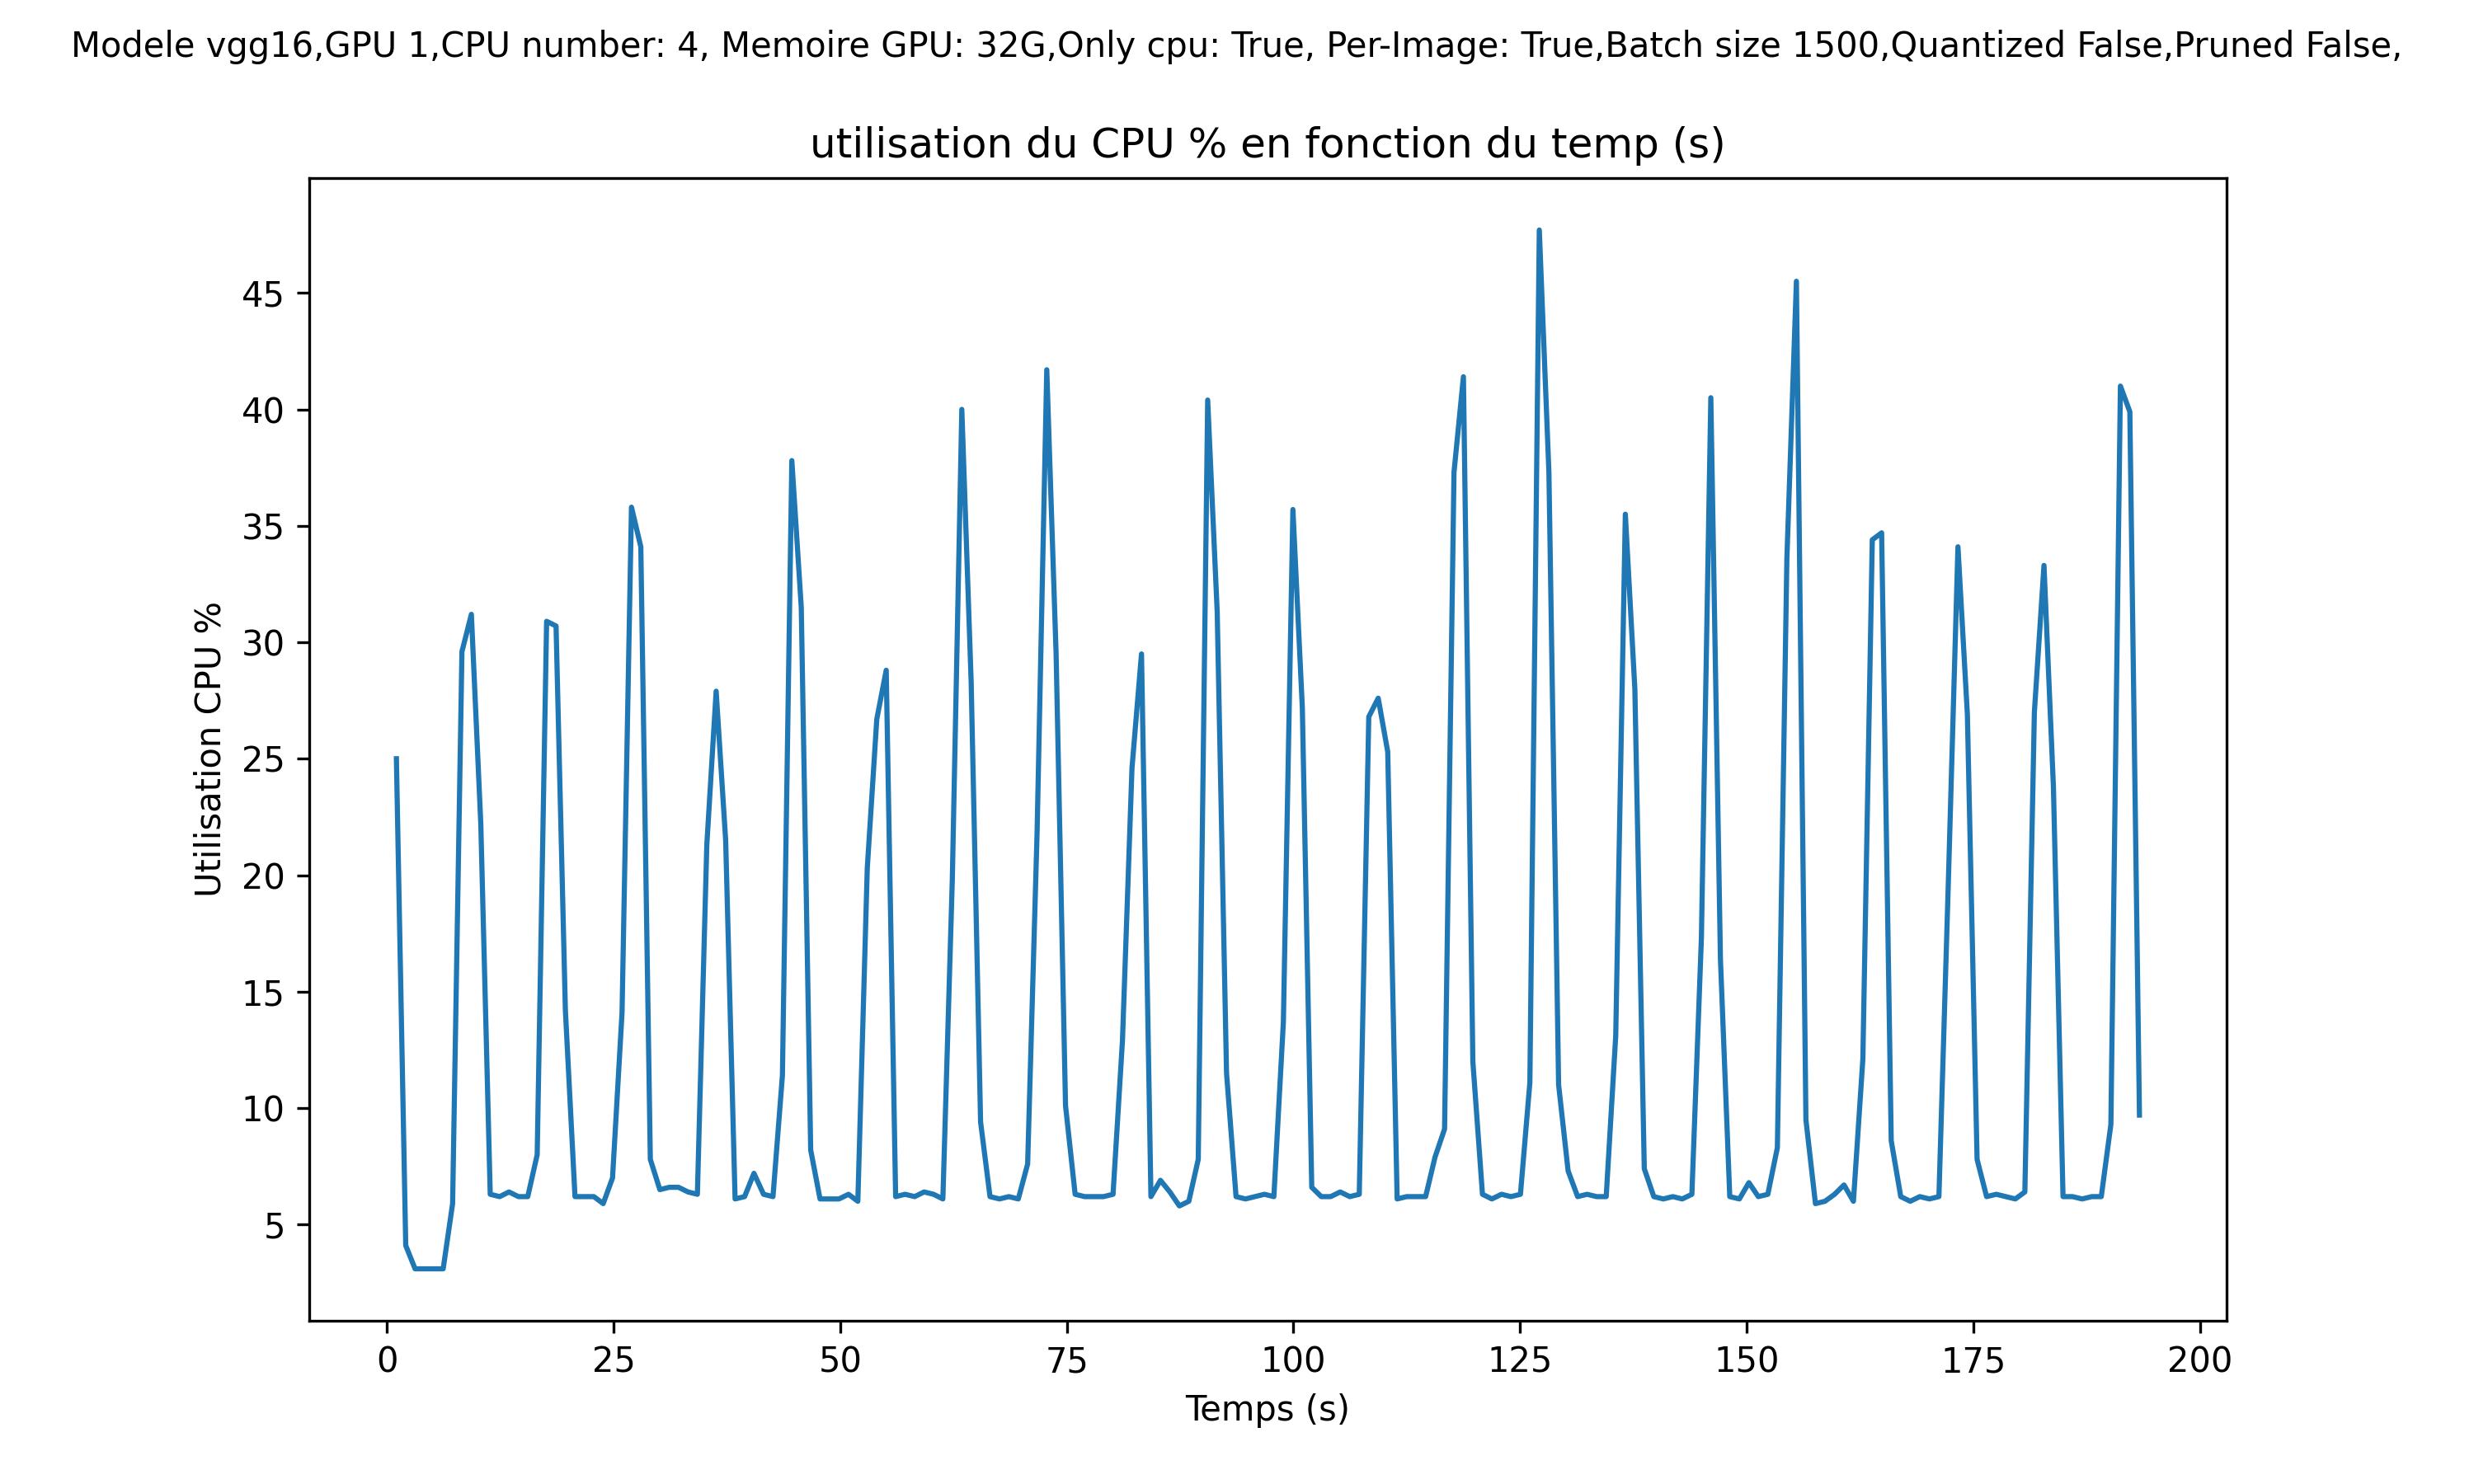 Modele vgg16,GPU 1,CPU number: 4, Memoire GPU: 32G,Only cpu: True, Per-Image: True,Batch size 1500,Quantized False,Pruned False,
utilisation du CPU % en fonction du temp (s)
Utilisation CPU %
45
40
35
30
25
20
15
10
5
0 25 50 75 100 125 150 175 200
Temps (s)